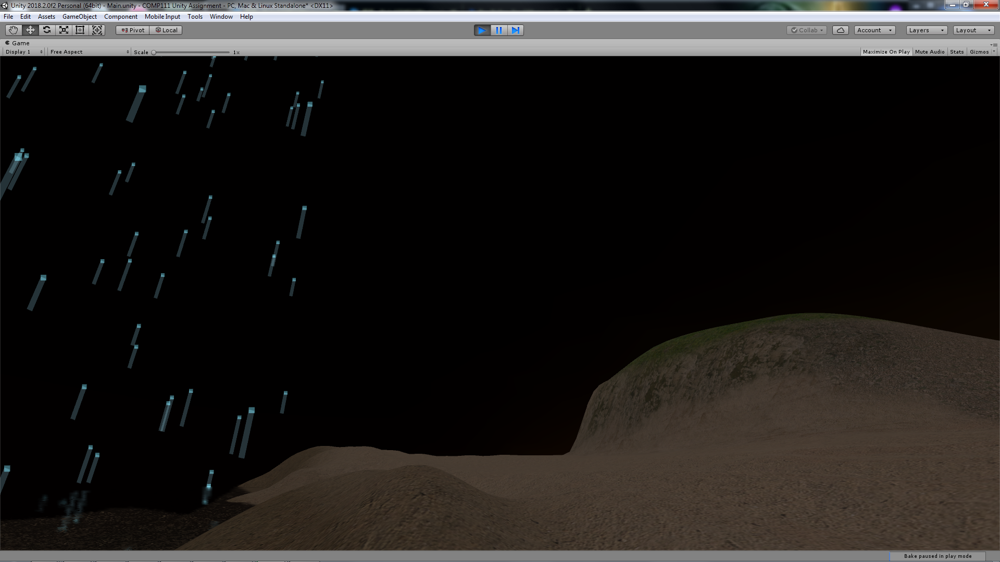 Unity 2018.2.0f2 Personal (64bit) - Main.unity - COMP111 Unity Assignment - PC, Mac & Linux Standalone* <DX11>
File Edit Assets GameObject Component Mobile Input Tools Window Help
Pivot Local Collab Account Layers Layout
Game
Display 1 Free Aspect Scale 1x Maximize On Play Mute Audio Stats Gizmos
Bake paused in play mode